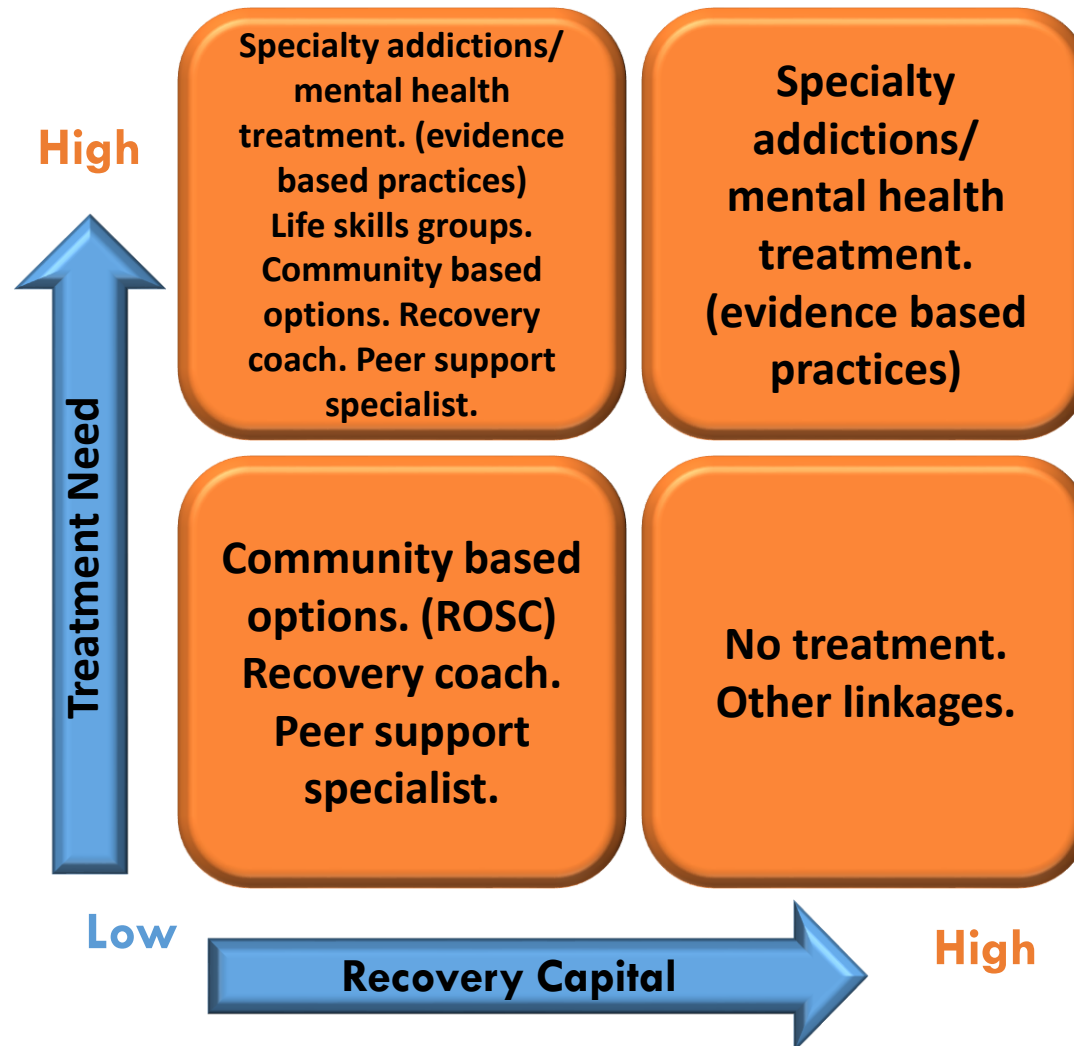 Specialty addictions/
mental health
treatment. (evidence
based practices)
Life skills groups.
Community based
options. Recovery
coach. Peer support
specialist.
Specialty
addictions/
mental health
treatment.
(evidence based
practices)
High
Treatment Need
Community based
options. (ROSC)
Recovery coach.
Peer support
specialist.
No treatment.
Other linkages.
Low
Recovery Capital
High